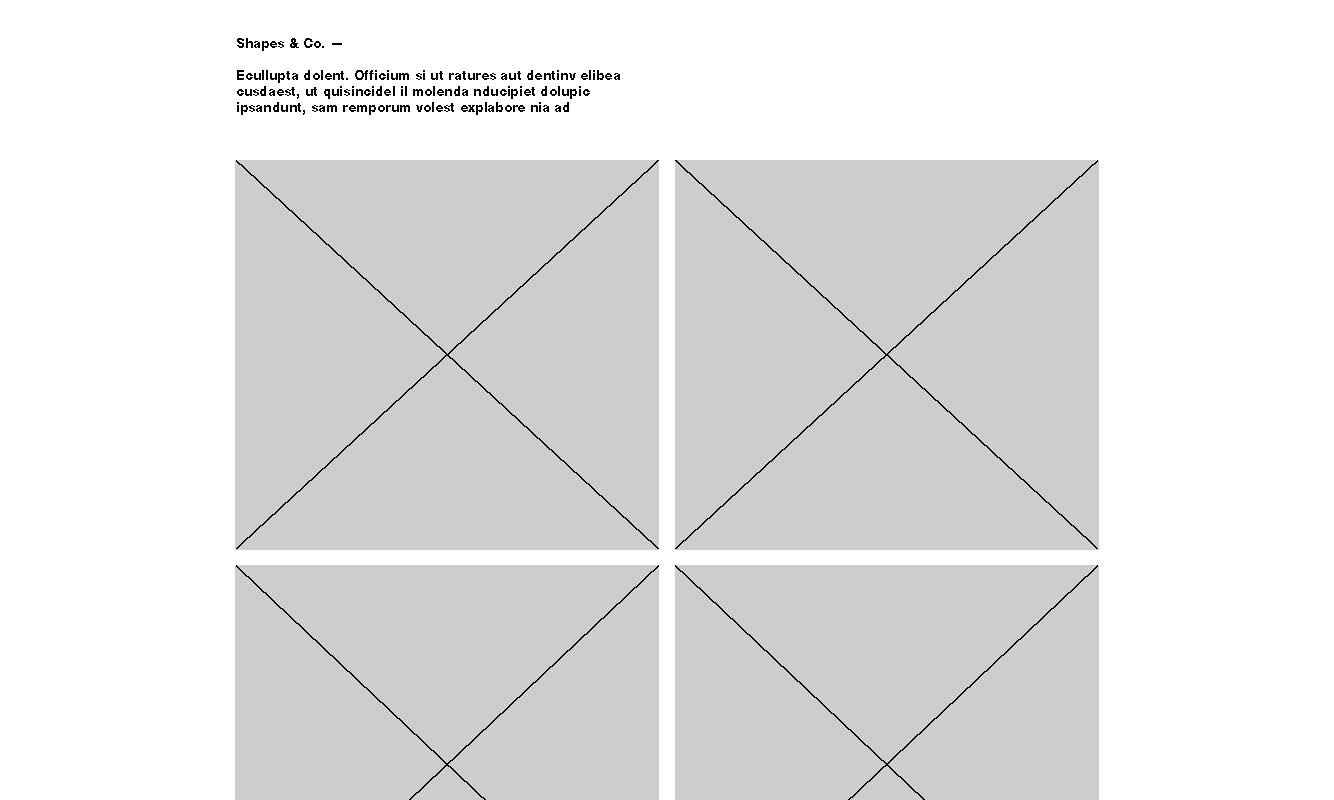 Shapes & Co. —
Ecullupta dolent. Officium si ut ratures aut dentinv elibea
cusdaest, ut quisincidel il molenda nducipiet dolupic
ipsandunt, sam remporum volest explabore nia ad